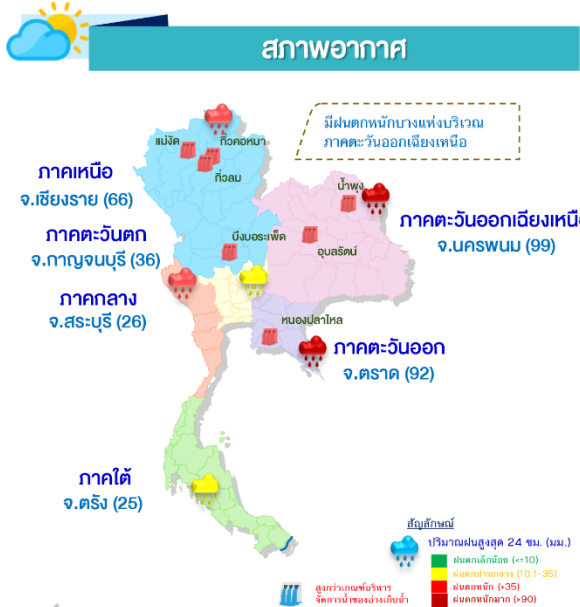 สภาพอากาศ
มีฝนตกหนักบางแห่งบริเวณ
ภาคตะวันออกเฉียงเหนือ
แม่งัด
กิ่วคอหมา
กิ่วลม
ภาคเหนือ
จ.เชียงราย (66)
น้ำพุง
ภาคตะวันตก
จ.กาญจนบุรี (36)
บึงบอระเพ็ด
อุบลรัตน์
ภาคตะวันออกเฉียงเหนือ
จ.นครพนม (99)
ภาคกลาง
จ.สระบุรี (26)
หนองปลาไหล
ภาคตะวันออก
จ.ตราด (92)
ภาคใต้
จ.ตรัง (25)
สัญลักษณ์
ปริมาณฝนสูงสุด 24 ชม. (มม.)
ฝนตกเล็กน้อย (<=10)
ฝนตกปานกลาง (10.1-35)
ฝนตกหนัก (>35)
ฝนตกหนักมาก (>90)
สูงกว่าเกณฑ์บริหาร
จัดการน้ำของอ่างเก็บน้ำ